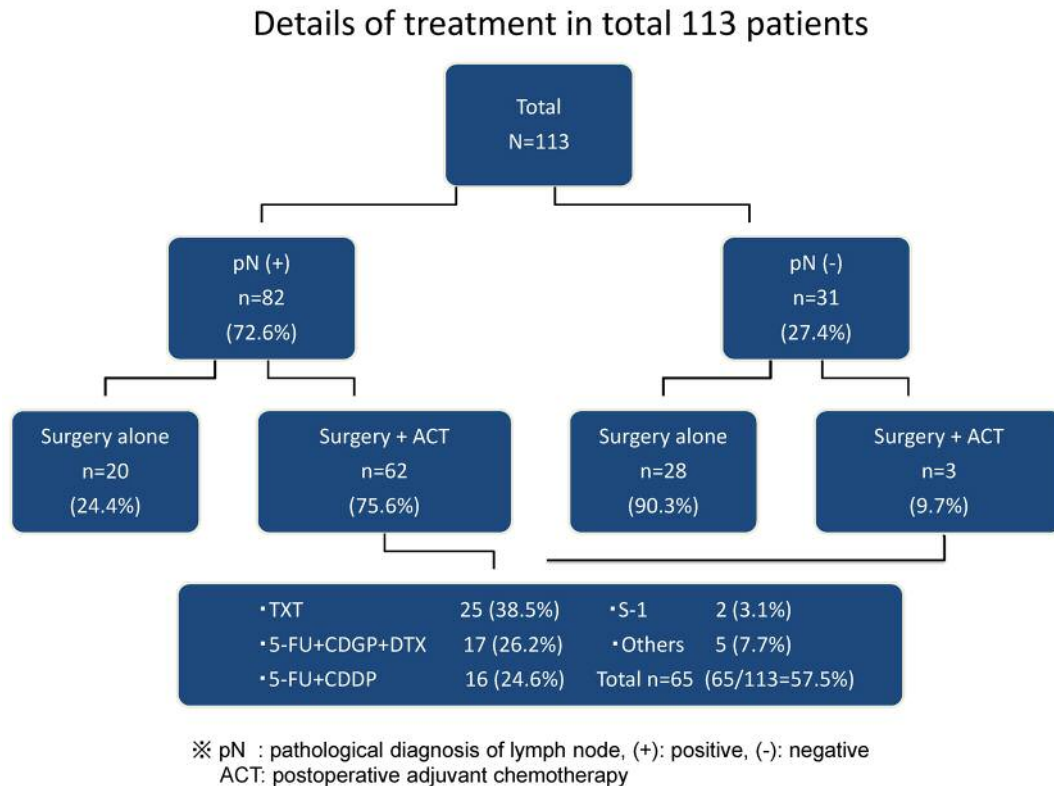 Details of treatment in total 113 patients
Total
N=113
pN (+)
n=82
(72.6%)
pN (-)
n=31
(27.4%)
Surgery alone
n=20
(24.4%)
Surgery + ACT
n=62
(75.6%)
Surgery alone
n=28
(90.3%)
Surgery + ACT
n=3
(9.7%)
・TXT 25 (38.5%) ・S-1 2 (3.1%)
・5-FU+CDGP+DTX 17 (26.2%) ・Others 5 (7.7%)
・5-FU+CDDP 16 (24.6%) Total n=65 (65/113=57.5%)
※ pN : pathological diagnosis of lymph node, (+): positive, (-): negative
ACT: postoperative adjuvant chemotherapy